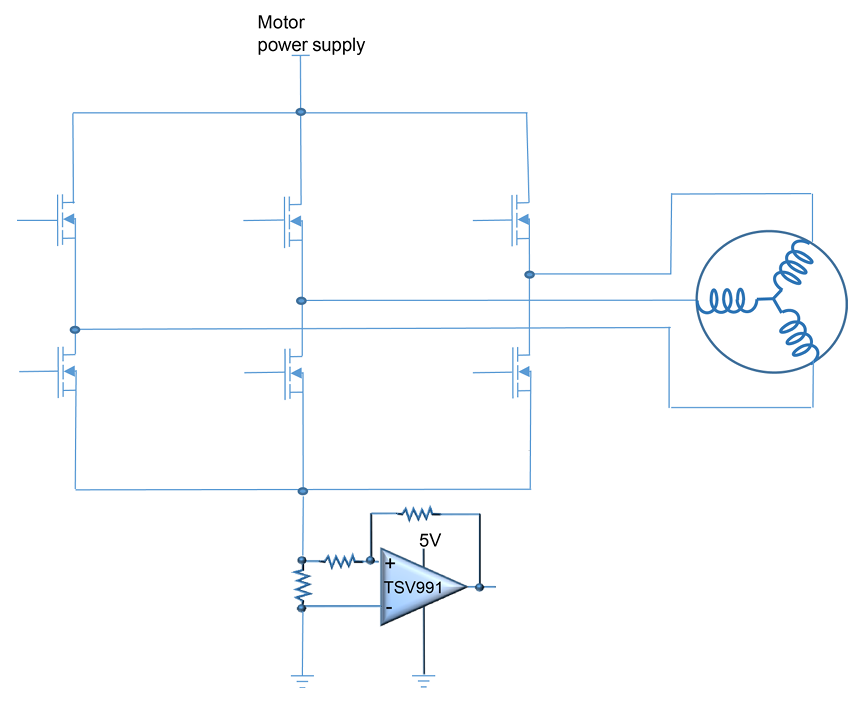 Motor
power supply
5V
+
TSV991
-